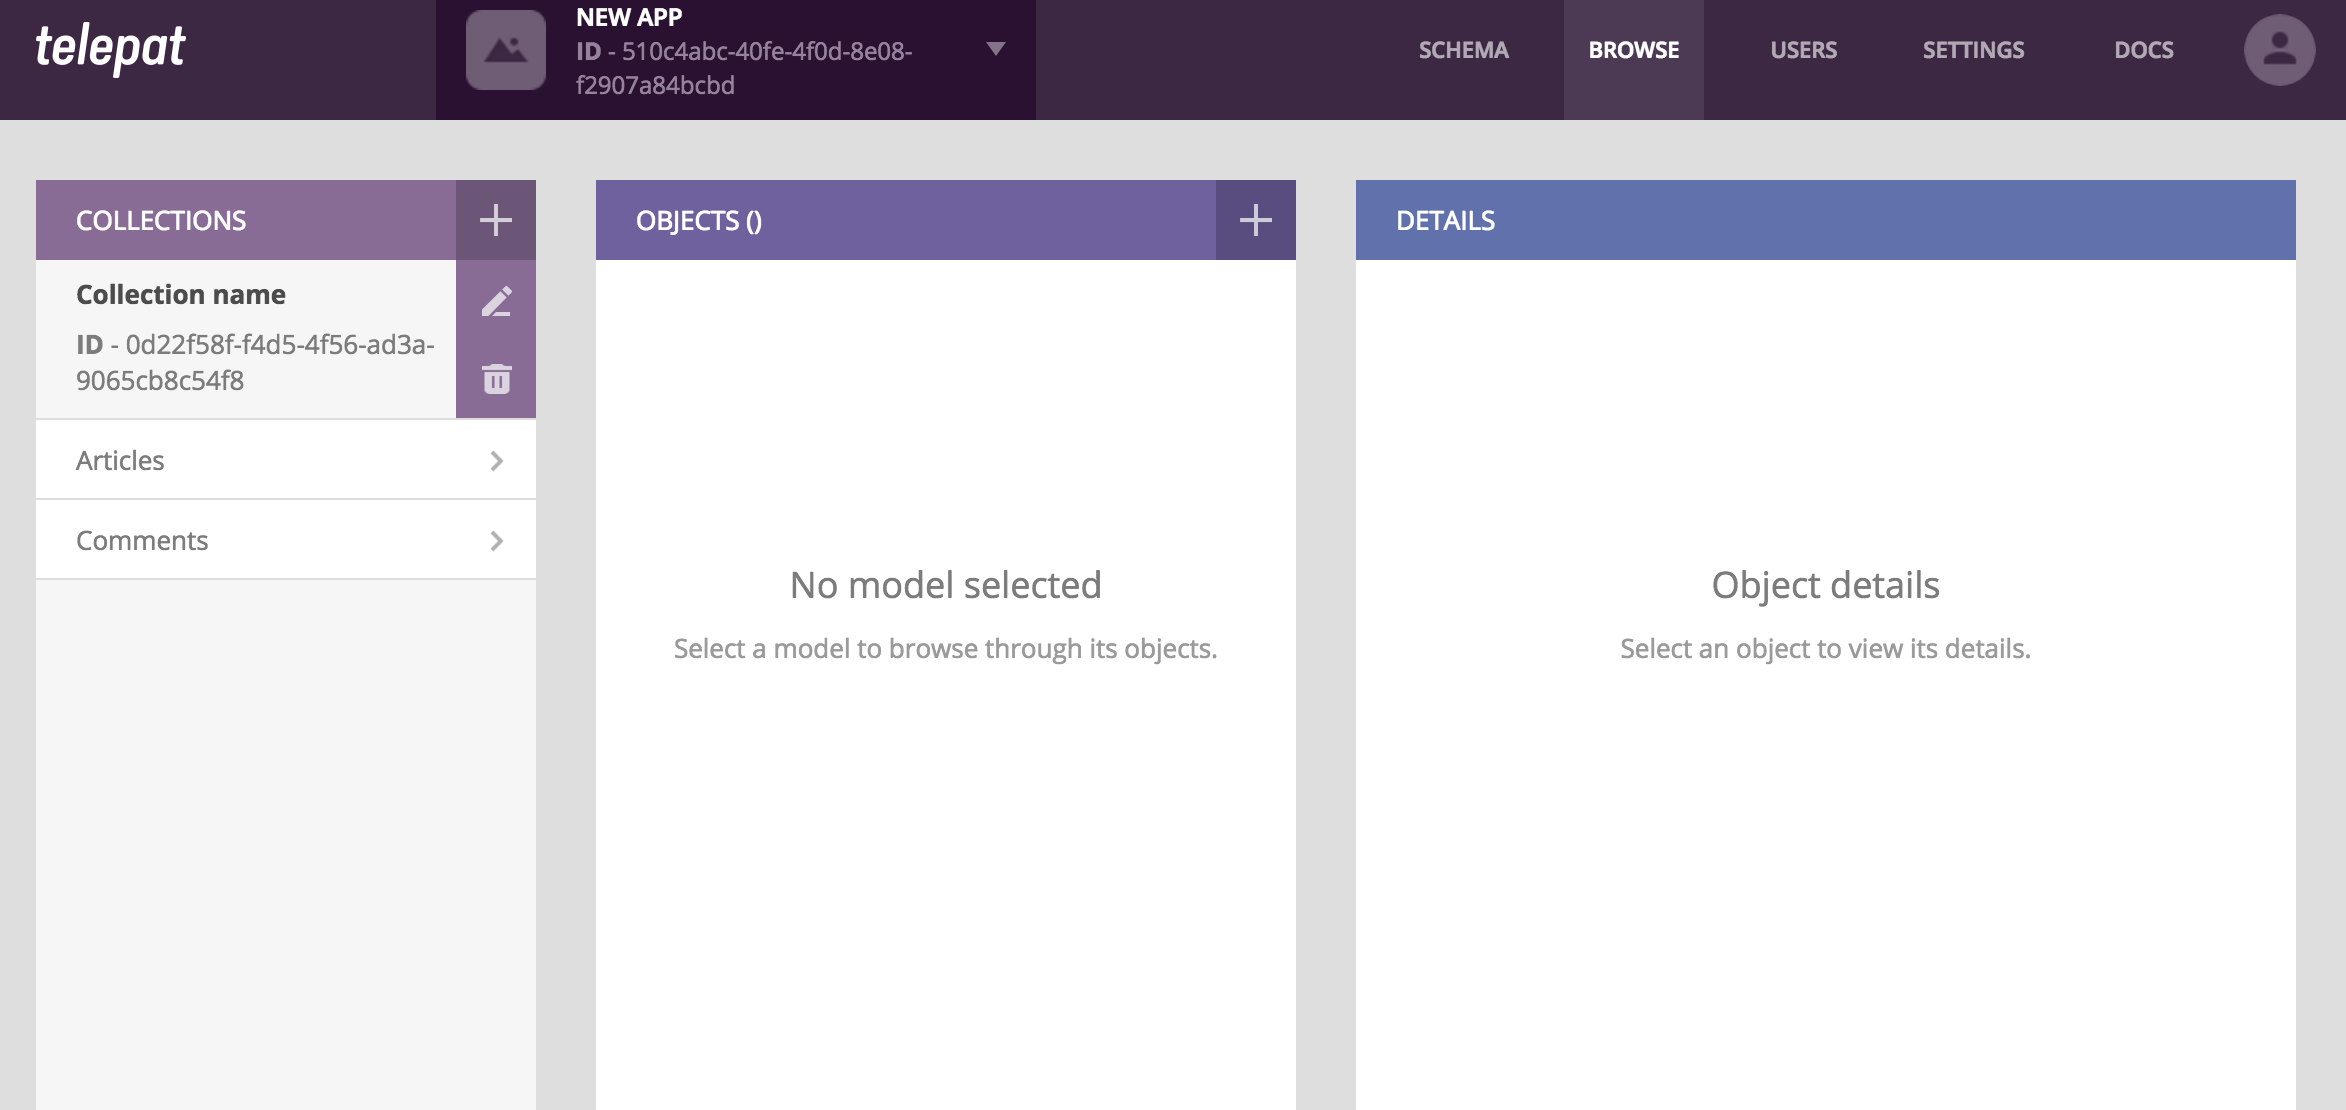 telepat
NEW APP
ID - 510c4abc-40fe-4f0d-8e08-
f2907a84bcbd
SCHEMA
BROWSE
USERS
SETTINGS
DOCS
COLLECTIONS
Collection name
ID - 0d22f58f-f4d5-4f56-ad3a-
9065cb8c54f8
Articles
Comments
OBJECTS ()
No model selected
Select a model to browse through its objects.
DETAILS
Object details
Select an object to view its details.